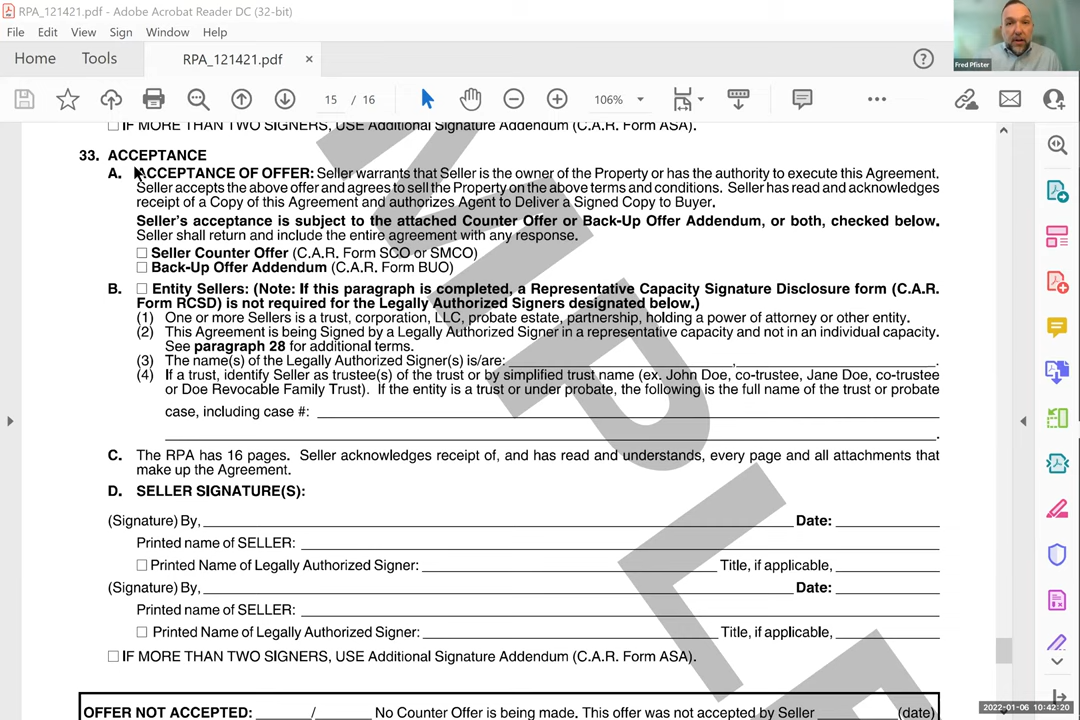 RPA_121421.pdf - Adobe Acrobat Reader DC (32-bit)
File Edit View Sign Window Help
Home Tools RPA_121421.pdf ×
15 / 16 106%
Fred Pfister
IF MORE THAN TWO SIGNERS, USE Additional Signature Addendum (C.A.R. Form ASA).
33. ACCEPTANCE
A. ACCEPTANCE OF OFFER: Seller warrants that Seller is the owner of the Property or has the authority to execute this Agreement.
Seller accepts the above offer and agrees to sell the Property on the above terms and conditions. Seller has read and acknowledges
receipt of a Copy of this Agreement and authorizes Agent to Deliver a Signed Copy to Buyer.
Seller's acceptance is subject to the attached Counter Offer or Back-Up Offer Addendum, or both, checked below.
Seller shall return and include the entire agreement with any response.
Seller Counter Offer (C.A.R. Form SCO or SMCO)
Back-Up Offer Addendum (C.A.R. Form BUO)
B. Entity Sellers: (Note: If this paragraph is completed, a Representative Capacity Signature Disclosure form (C.A.R.
Form RCSD) is not required for the Legally Authorized Signers designated below.)
(1) One or more Sellers is a trust, corporation, LLC, probate estate, partnership, holding a power of attorney or other entity.
(2) This Agreement is being Signed by a Legally Authorized Signer in a representative capacity and not in an individual capacity.
See paragraph 28 for additional terms.
(3) The name(s) of the Legally Authorized Signer(s) is/are: ____, ____.
(4) If a trust, identify Seller as trustee(s) of the trust or by simplified trust name (ex. John Doe, co-trustee, Jane Doe, co-trustee
or Doe Revocable Family Trust). If the entity is a trust or under probate, the following is the full name of the trust or probate
case, including case #: ____
____.
C. The RPA has 16 pages. Seller acknowledges receipt of, and has read and understands, every page and all attachments that
make up the Agreement.
D. SELLER SIGNATURE(S):
(Signature) By, ____ Date: ____
Printed name of SELLER: ____
Printed Name of Legally Authorized Signer: ____ Title, if applicable, ____
(Signature) By, ____ Date: ____
Printed name of SELLER: ____
Printed Name of Legally Authorized Signer: ____ Title, if applicable, ____
IF MORE THAN TWO SIGNERS, USE Additional Signature Addendum (C.A.R. Form ASA).
OFFER NOT ACCEPTED: ____/____ No Counter Offer is being made. This offer was not accepted by Seller ____ (date)
2022-01-06 10:42:20